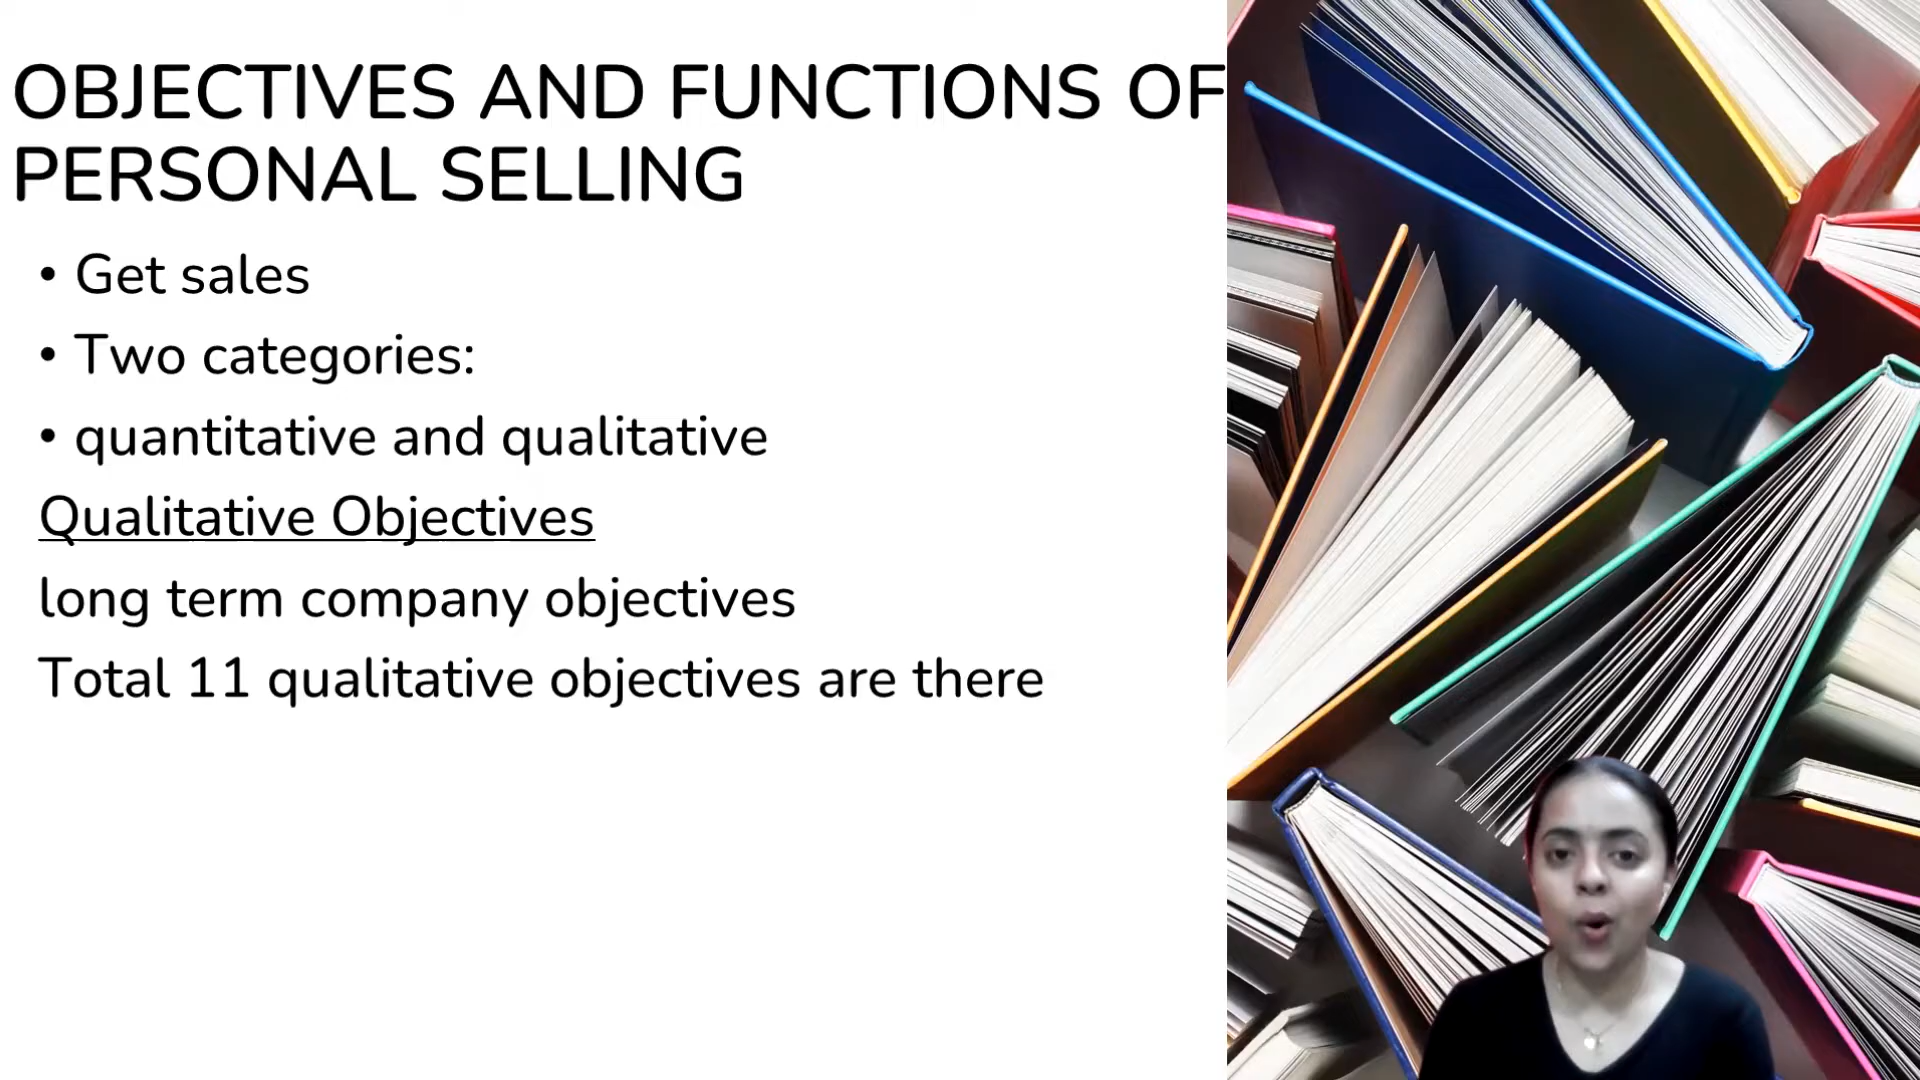 OBJECTIVES AND FUNCTIONS OF
PERSONAL SELLING
• Get sales
• Two categories:
• quantitative and qualitative
Qualitative Objectives
long term company objectives
Total 11 qualitative objectives are there